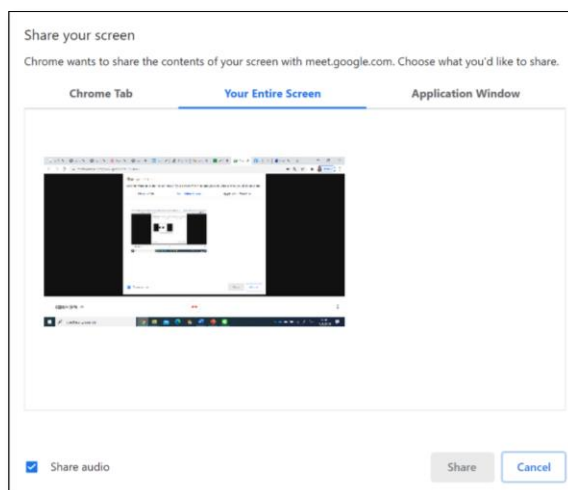 Share your screen
Chrome wants to share the contents of your screen with meet.google.com. Choose what you'd like to share.
Chrome Tab Your Entire Screen Application Window
Share audio Share Cancel